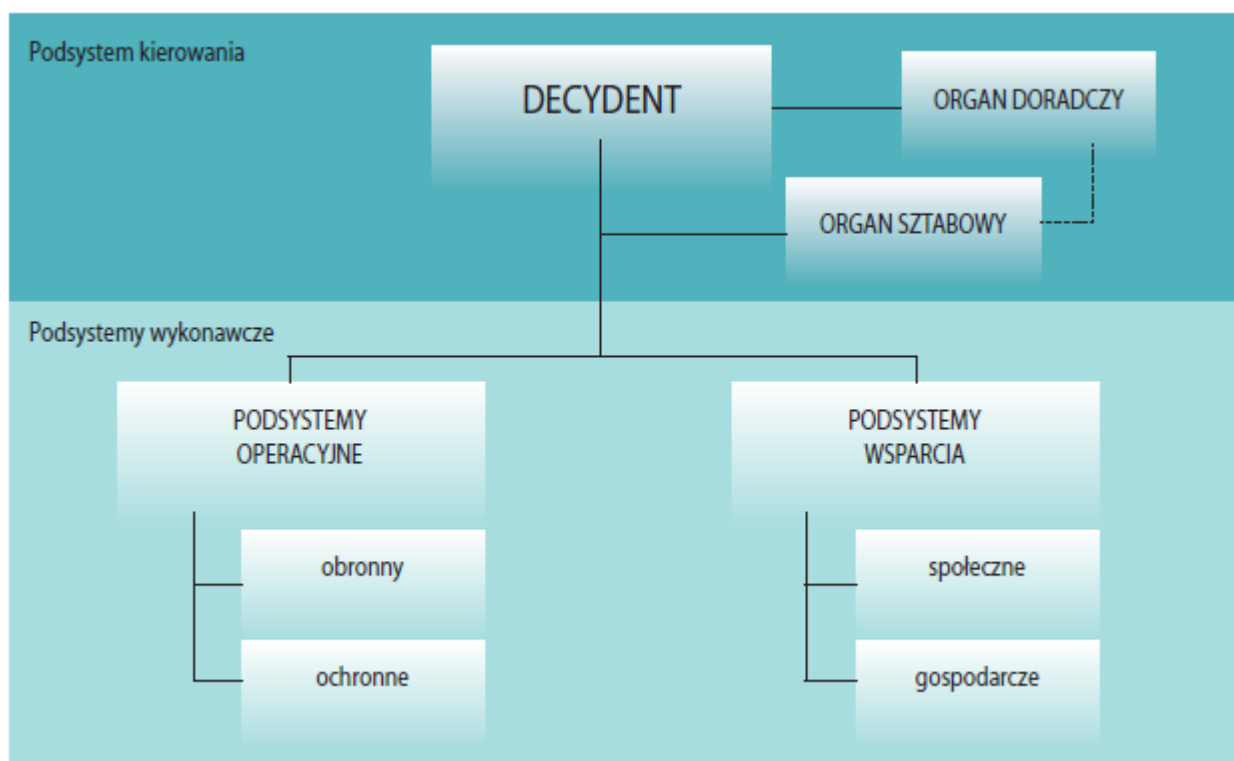 Podsystem kierowania
DECYDENT
ORGAN DORADCZY
ORGAN SZTABOWY
Podsystemy wykonawcze
PODSYSTEMY
OPERACYJNE
obronny
ochronne
PODSYSTEMY
WSPARCIA
społeczne
gospodarcze